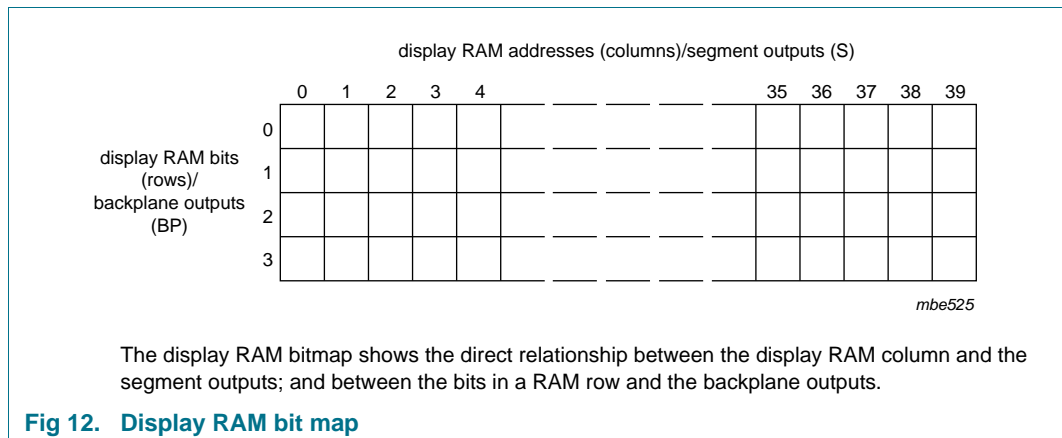 display RAM addresses (columns)/segment outputs (S)
0 1 2 3 4 35 36 37 38 39
0
display RAM bits
(rows)/
backplane outputs
(BP)
1
2
3
mbe525
The display RAM bitmap shows the direct relationship between the display RAM column and the
segment outputs; and between the bits in a RAM row and the backplane outputs.
Fig 12. Display RAM bit map